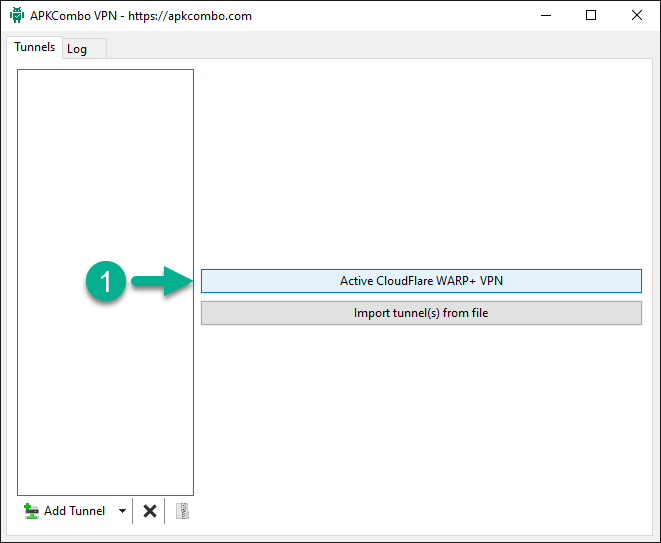 APKCombo VPN - https://apkcombo.com
Tunnels Log
1
Active CloudFlare WARP+ VPN
Import tunnel(s) from file
Add Tunnel